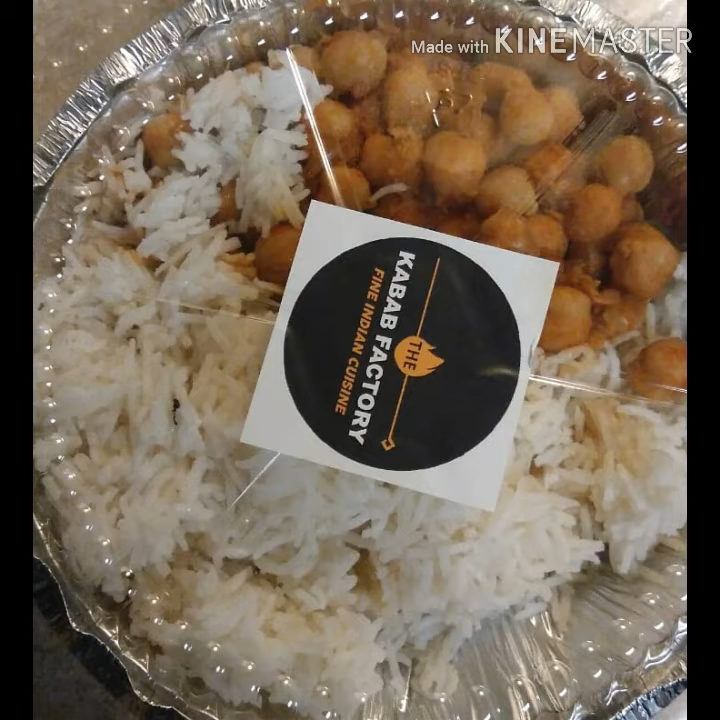 Made with KINEMASTER
THE
KABAB FACTORY
FINE INDIAN CUISINE